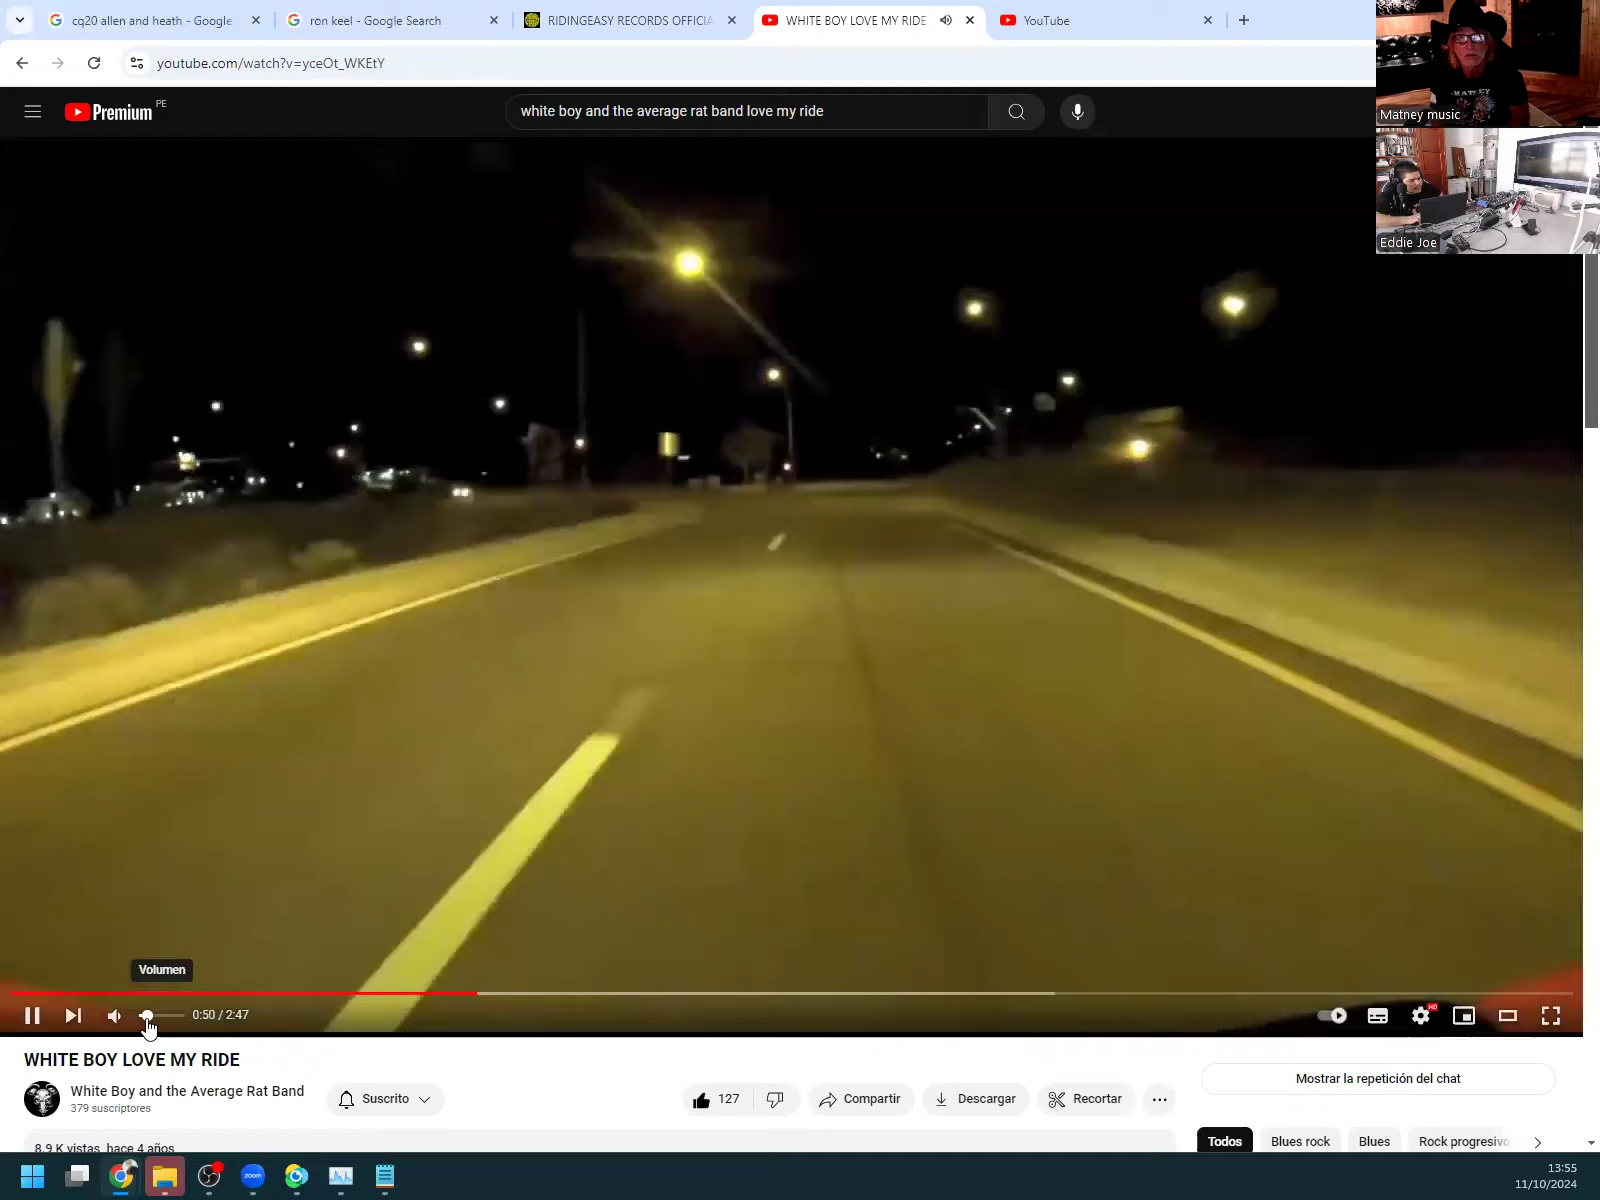 cq20 allen and heath - Google
ron keel - Google Search
RIDINGEASY RECORDS OFFICIA
WHITE BOY LOVE MY RIDE
YouTube
youtube.com/watch?v=yceOt_WKEtY
Premium PE
white boy and the average rat band love my ride
Matney music
Eddie Joe
Volumen
0:50 / 2:47
HD
WHITE BOY LOVE MY RIDE
White Boy and the Average Rat Band
379 suscriptores
Suscrito
127
Compartir
Descargar
Recortar
Mostrar la repetición del chat
8.9 K vistas hace 4 años
Todos
Blues rock
Blues
Rock progresivo
zoom
13:55
11/10/2024